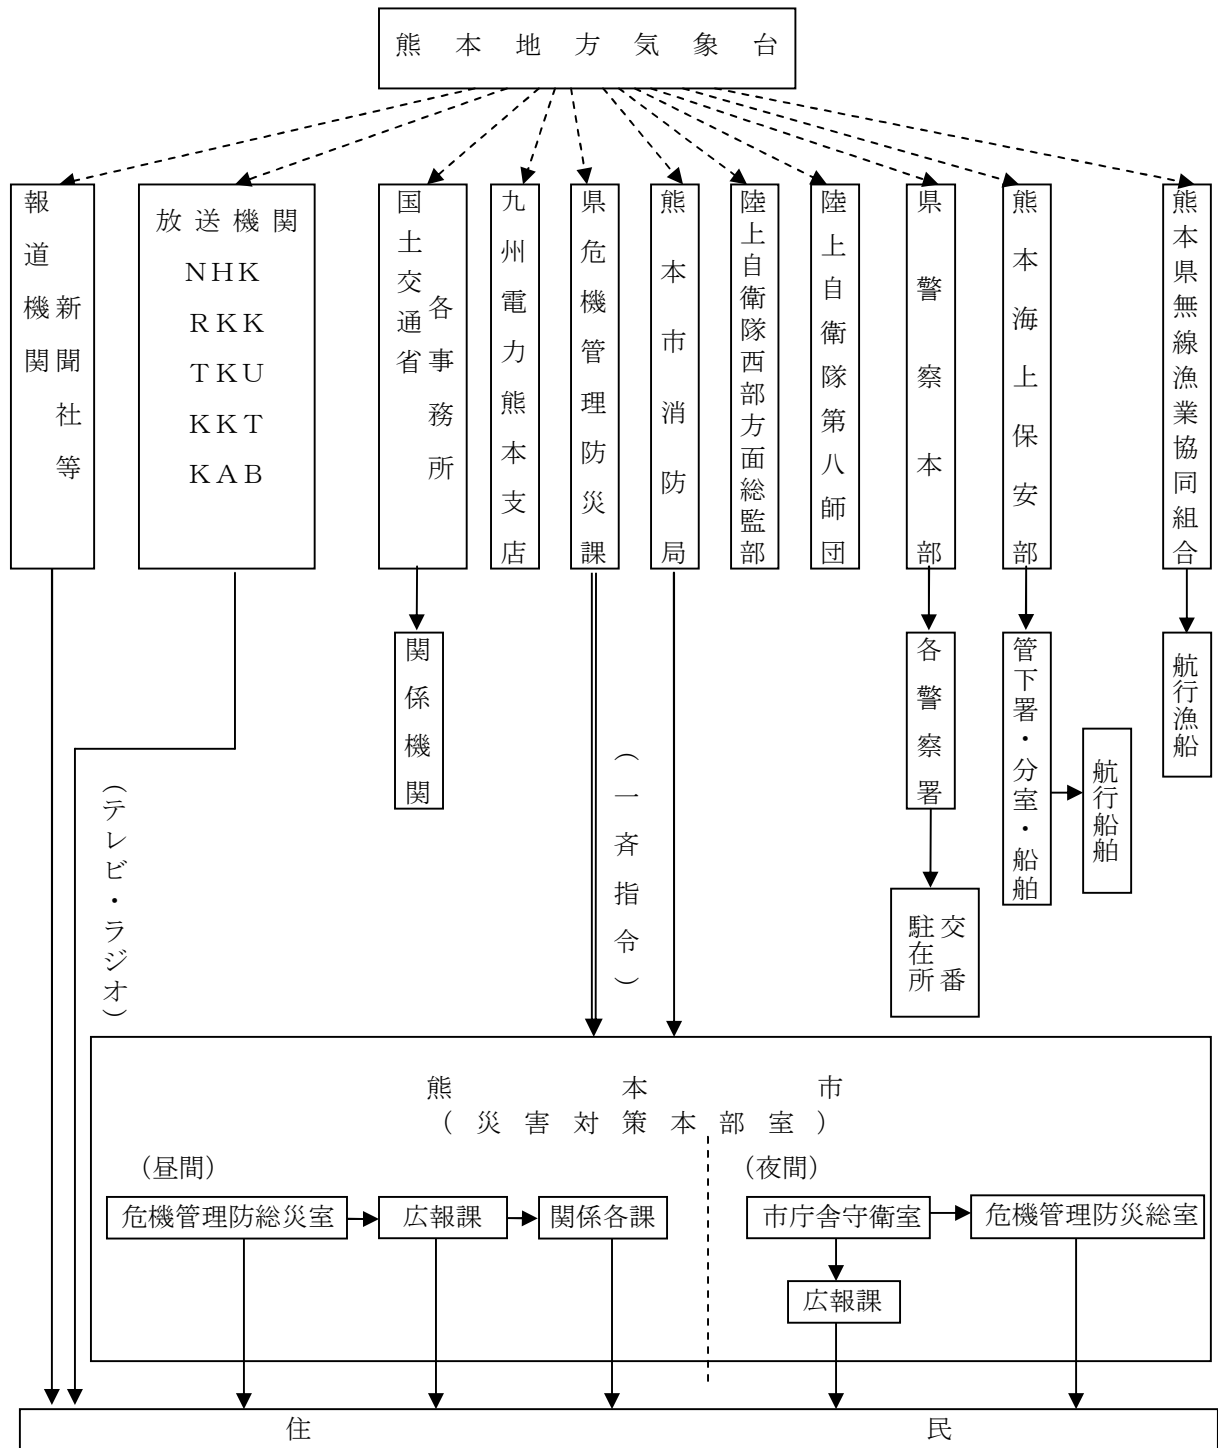 熊本地方気象台
報道機関
新聞社等
放送機関
NHK
RKK
TKU
KKT
KAB
国土交通省
各事務所
九州電力熊本支店
県危機管理防災課
熊本市消防局
陸上自衛隊西部方面総監部
陸上自衛隊第八師団
県警察本部
熊本海上保安部
熊本県無線漁業協同組合
関係機関
各警察署
管下署・分室・船舶
航行漁船
航行船舶
(テレビ・ラジオ)
(一斉指令)
交番
駐在所
熊本市
(災害対策本部室)
(昼間)
(夜間)
危機管理防総災室
広報課
関係各課
市庁舎守衛室
危機管理防災総室
広報課
住民